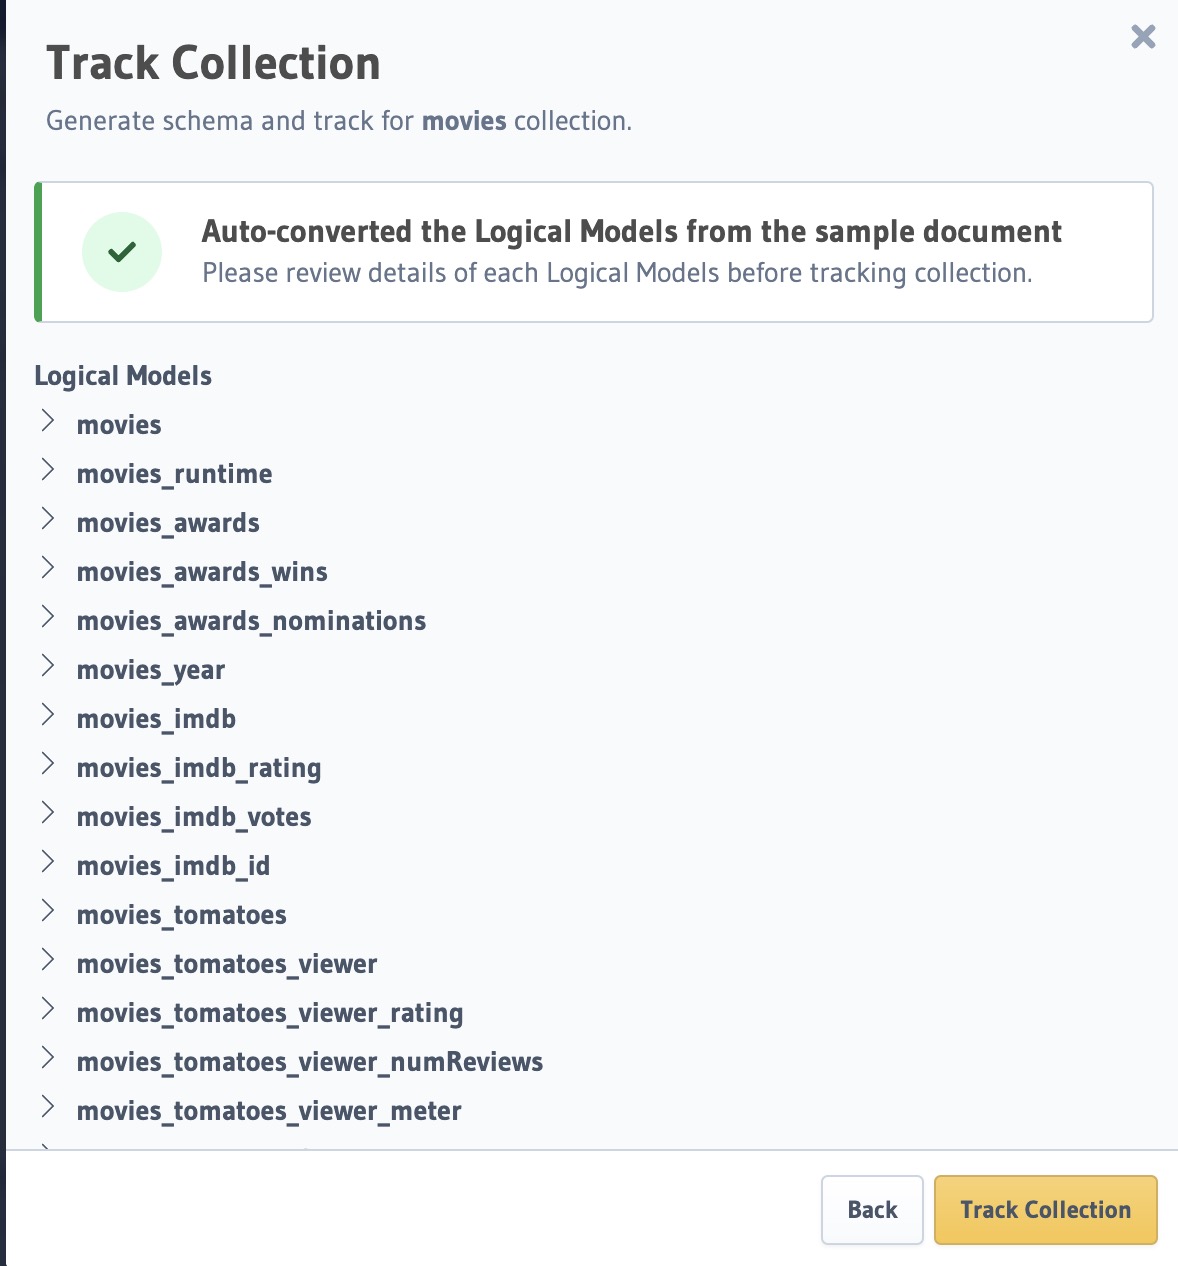 Track Collection
Generate schema and track for movies collection.
Auto-converted the Logical Models from the sample document
Please review details of each Logical Models before tracking collection.
Logical Models
movies
movies_runtime
movies_awards
movies_awards_wins
movies_awards_nominations
movies_year
movies_imdb
movies_imdb_rating
movies_imdb_votes
movies_imdb_id
movies_tomatoes
movies_tomatoes_viewer
movies_tomatoes_viewer_rating
movies_tomatoes_viewer_numReviews
movies_tomatoes_viewer_meter
Back
Track Collection